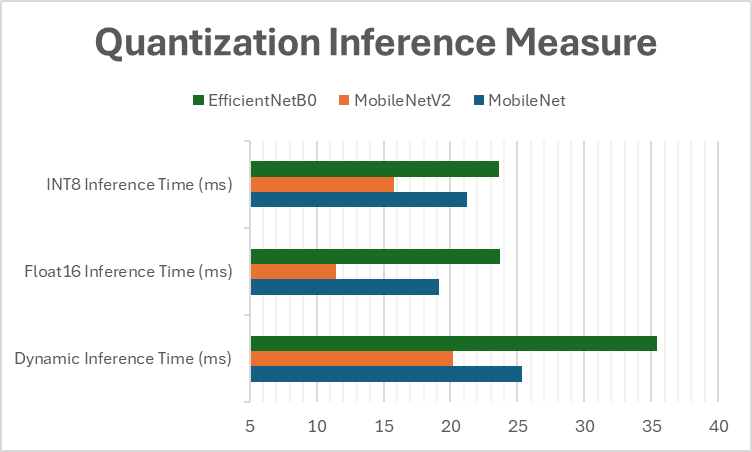 Quantization Inference Measure
EfficientNetB0 MobileNetV2 MobileNet
INT8 Inference Time (ms)
Float16 Inference Time (ms)
Dynamic Inference Time (ms)
5 10 15 20 25 30 35 40